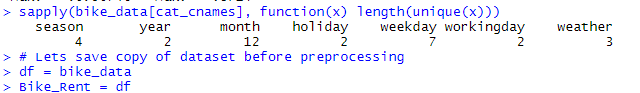 > sapply(bike_data[cat_cnames], function(x) length(unique(x)))
season year month holiday weekday workingday weather
4 2 12 2 7 2 3
> # Lets save copy of dataset before preprocessing
> df = bike_data
> Bike_Rent = df